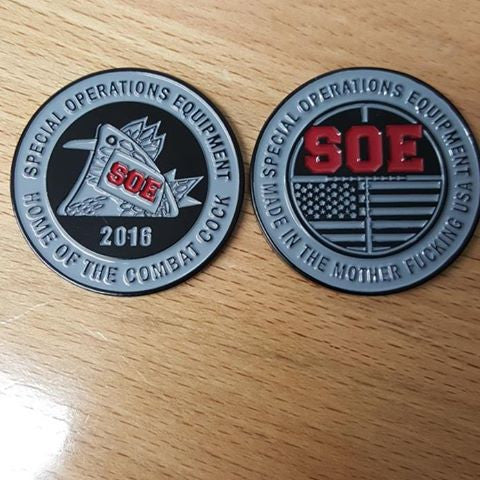 SPECIAL OPERATIONS EQUIPMENT
SOE
2016
HOME OF THE COMBAT COCK
SPECIAL OPERATIONS EQUIPMENT
SOE
MADE IN THE MOTHER FUCKING USA